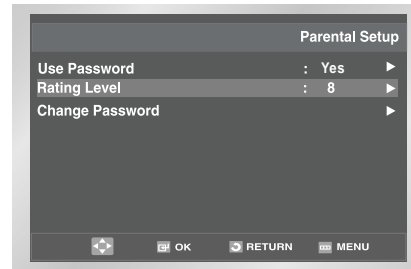 Parental Setup
Use Password : Yes ►
Rating Level : 8 ►
Change Password ►
OK RETURN MENU